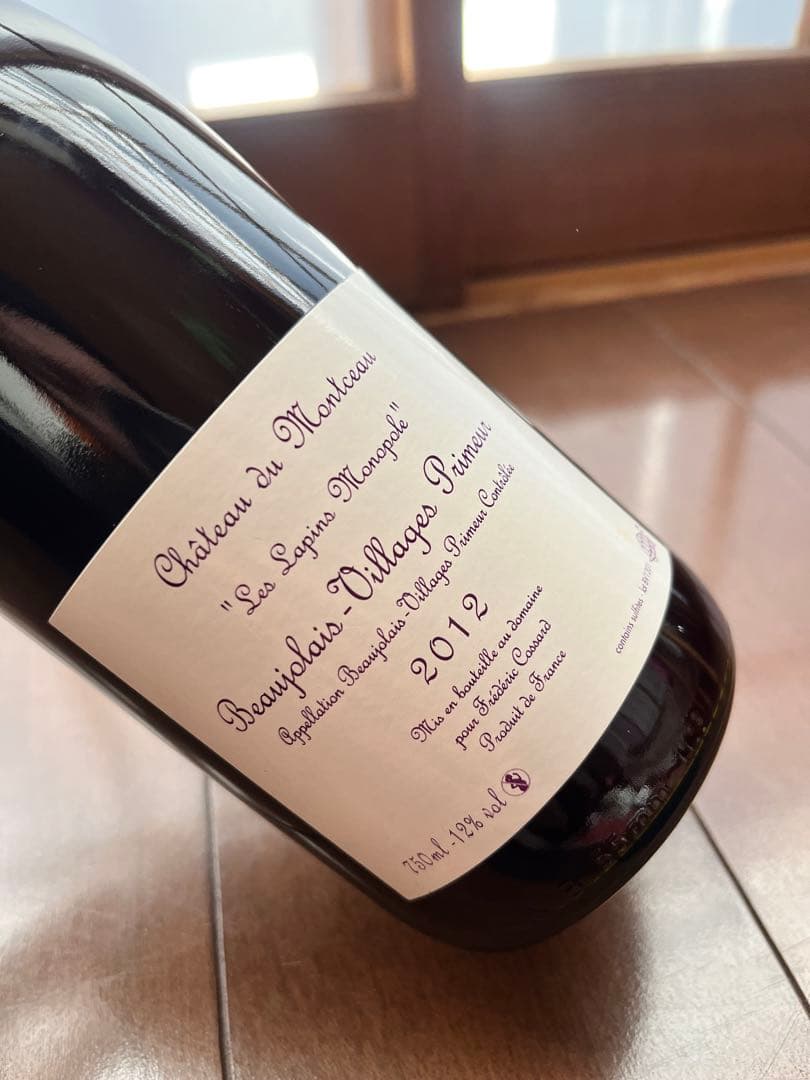 Château du Montceau
"Les Lapins Monopole"
Beaujolais-Villages Primeur
Appellation Beaujolais-Villages Primeur Contrôlée
2012
Mis en bouteille au domaine
pour Frédéric Cossard
Produit de France
750ml - 12% vol
contains sulfites